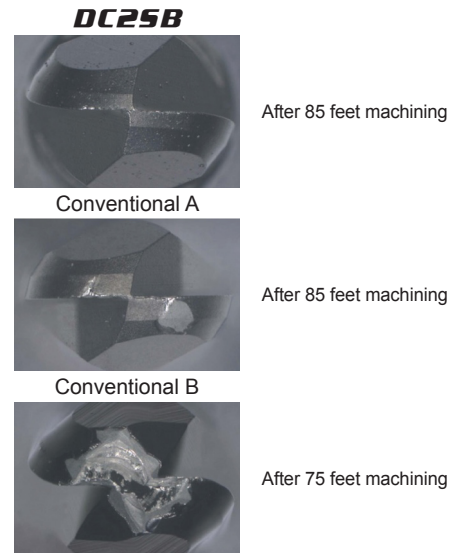 DC2SB
After 85 feet machining
Conventional A
After 85 feet machining
Conventional B
After 75 feet machining